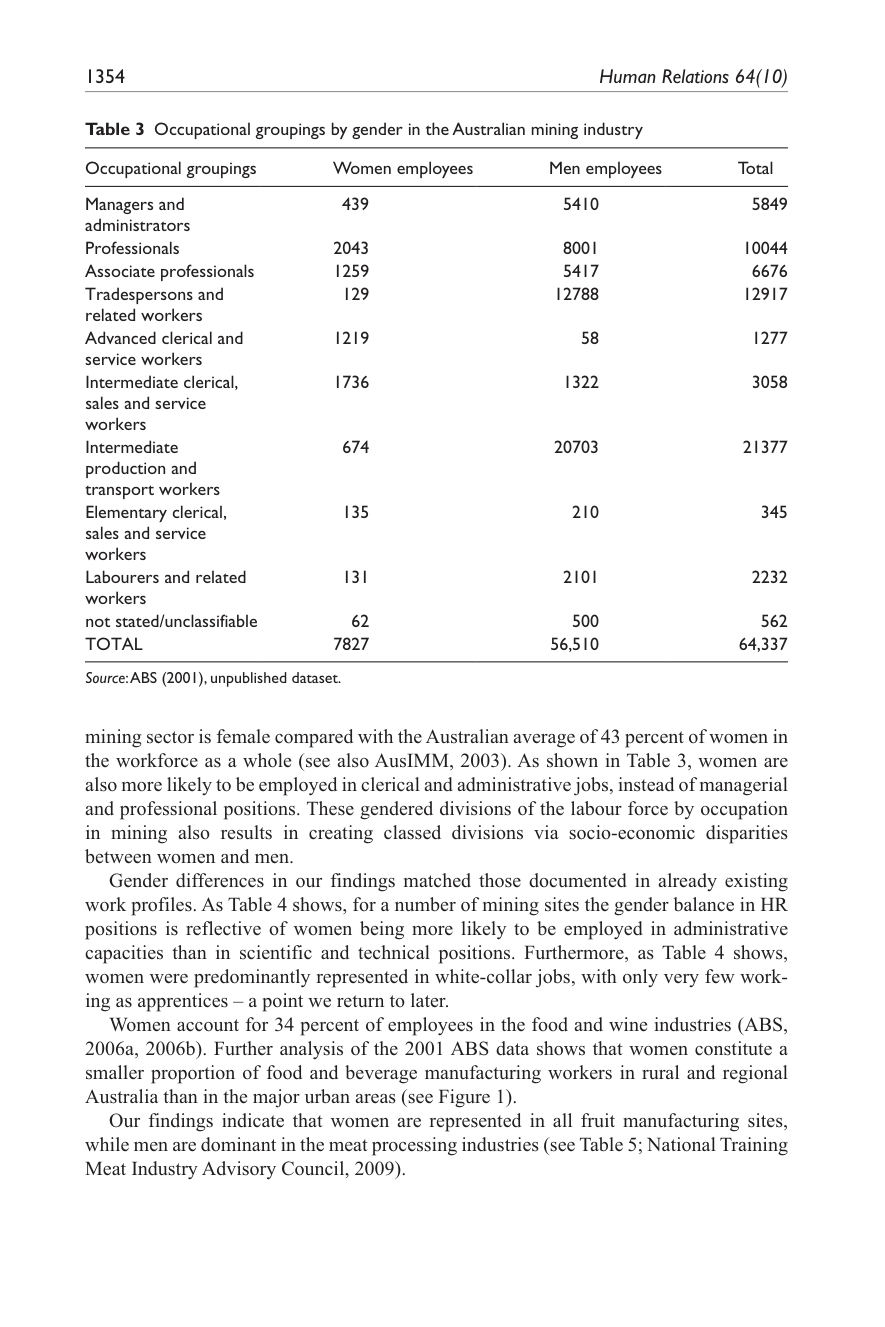 1354
Human Relations 64(10)
Table 3 Occupational groupings by gender in the Australian mining industry
Occupational groupings Women employees Men employees Total
Managers and 439 5410 5849
administrators
Professionals 2043 8001 10044
Associate professionals 1259 5417 6676
Tradespersons and 129 12788 12917
related workers
Advanced clerical and 1219 58 1277
service workers
Intermediate clerical, 1736 1322 3058
sales and service
workers
Intermediate 674 20703 21377
production and
transport workers
Elementary clerical, 135 210 345
sales and service
workers
Labourers and related 131 2101 2232
workers
not stated/unclassifiable 62 500 562
TOTAL 7827 56,510 64,337
Source: ABS (2001), unpublished dataset.
mining sector is female compared with the Australian average of 43 percent of women in
the workforce as a whole (see also AusIMM, 2003). As shown in Table 3, women are
also more likely to be employed in clerical and administrative jobs, instead of managerial
and professional positions. These gendered divisions of the labour force by occupation
in mining also results in creating classed divisions via socio-economic disparities
between women and men.
Gender differences in our findings matched those documented in already existing
work profiles. As Table 4 shows, for a number of mining sites the gender balance in HR
positions is reflective of women being more likely to be employed in administrative
capacities than in scientific and technical positions. Furthermore, as Table 4 shows,
women were predominantly represented in white-collar jobs, with only very few work-
ing as apprentices – a point we return to later.
Women account for 34 percent of employees in the food and wine industries (ABS,
2006a, 2006b). Further analysis of the 2001 ABS data shows that women constitute a
smaller proportion of food and beverage manufacturing workers in rural and regional
Australia than in the major urban areas (see Figure 1).
Our findings indicate that women are represented in all fruit manufacturing sites,
while men are dominant in the meat processing industries (see Table 5; National Training
Meat Industry Advisory Council, 2009).